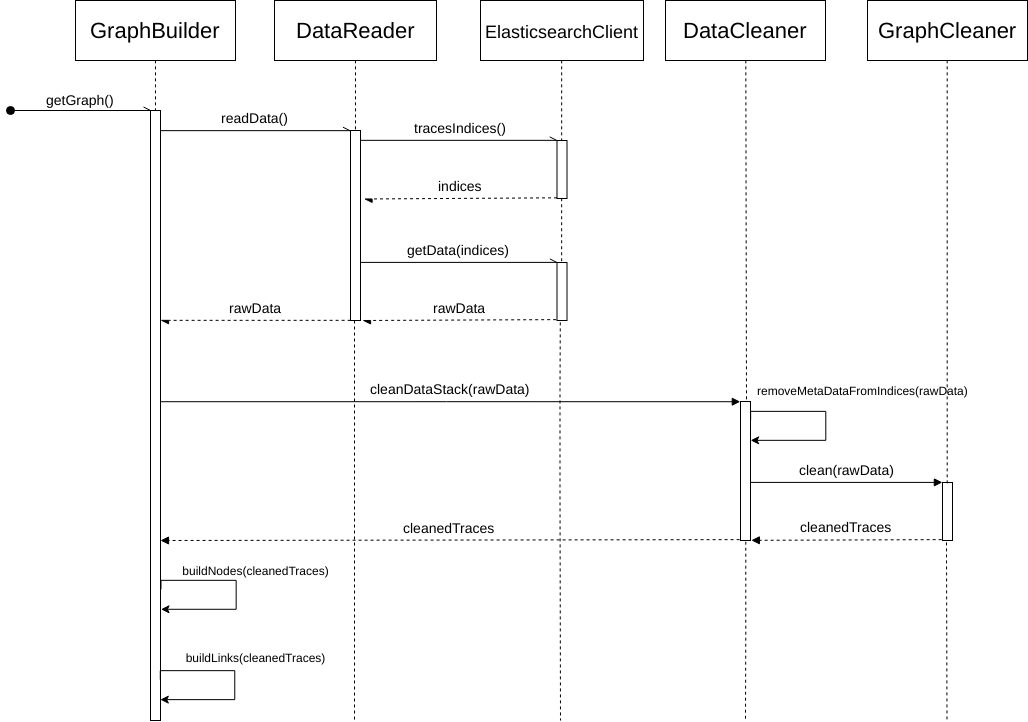 GraphBuilder
DataReader
ElasticsearchClient
DataCleaner
GraphCleaner
getGraph()
readData()
tracesIndices()
indices
getData(indices)
rawData
rawData
cleanDataStack(rawData)
removeMetaDataFromIndices(rawData)
clean(rawData)
cleanedTraces
cleanedTraces
buildNodes(cleanedTraces)
buildLinks(cleanedTraces)